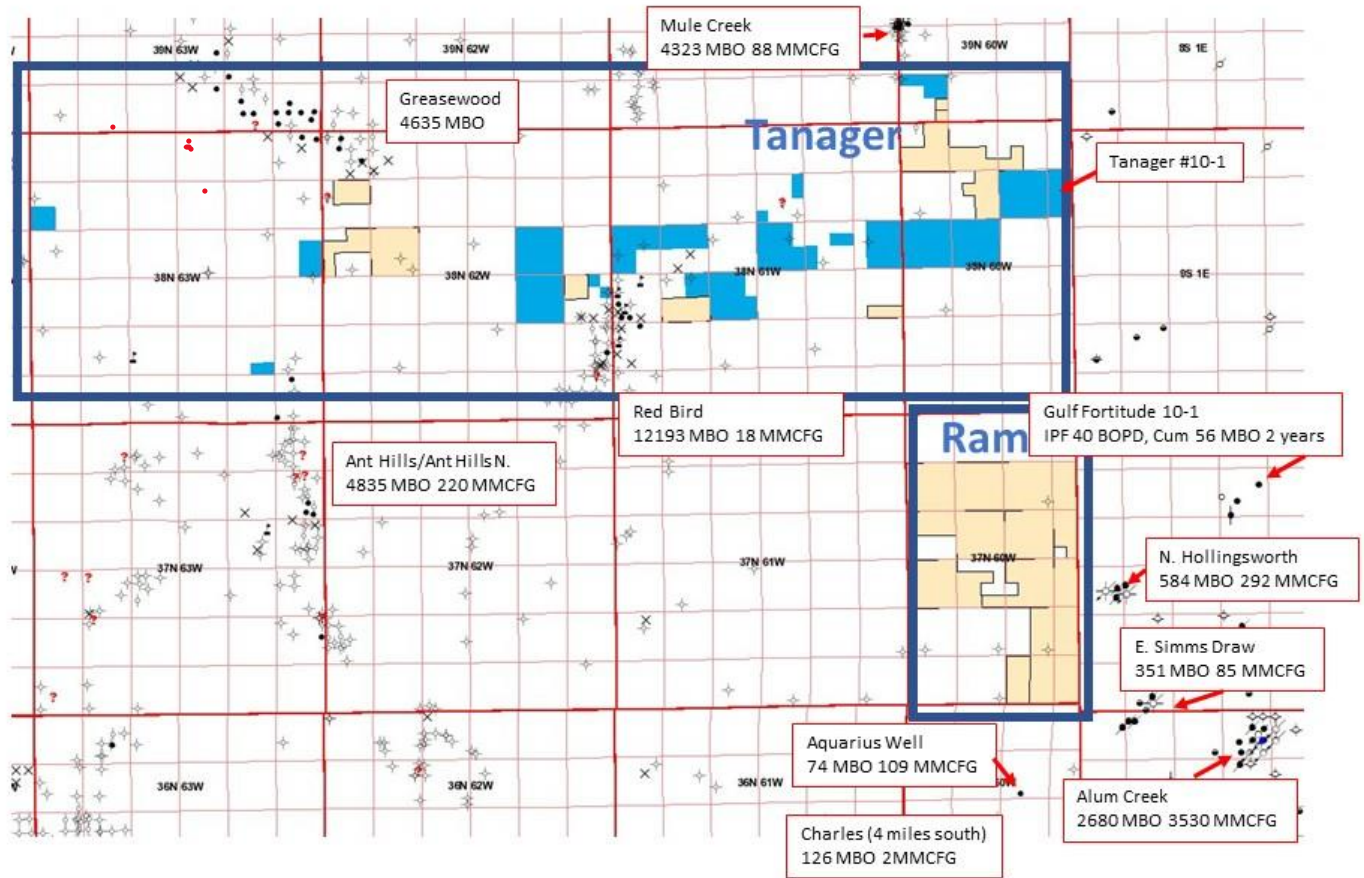 Mule Creek
4323 MBO 88 MMCFG
39N 63W
39N 62W
39N 60W
8S 1E
W
Greasewood
4635 MBO
Tanager
Tanager #10-1
?
?
?
38N 63W
38N 62W
38N 61W
9S 1E
?
Red Bird
12193 MBO 18 MMCFG
Ram
Gulf Fortitude 10-1
IPF 40 BOPD, Cum 56 MBO 2 years
Ant Hills/Ant Hills N.
4835 MBO 220 MMCFG
?
?
? ?
W
37N 63W
37N 62W
37N 61W
37N 60W
? ?
?
?
N. Hollingsworth
584 MBO 292 MMCFG
E. Simms Draw
351 MBO 85 MMCFG
?
?
?
Aquarius Well
74 MBO 109 MMCFG
36N 63W
36N 62W
36N 61W
Alum Creek
2680 MBO 3530 MMCFG
Charles (4 miles south)
126 MBO 2MMCFG